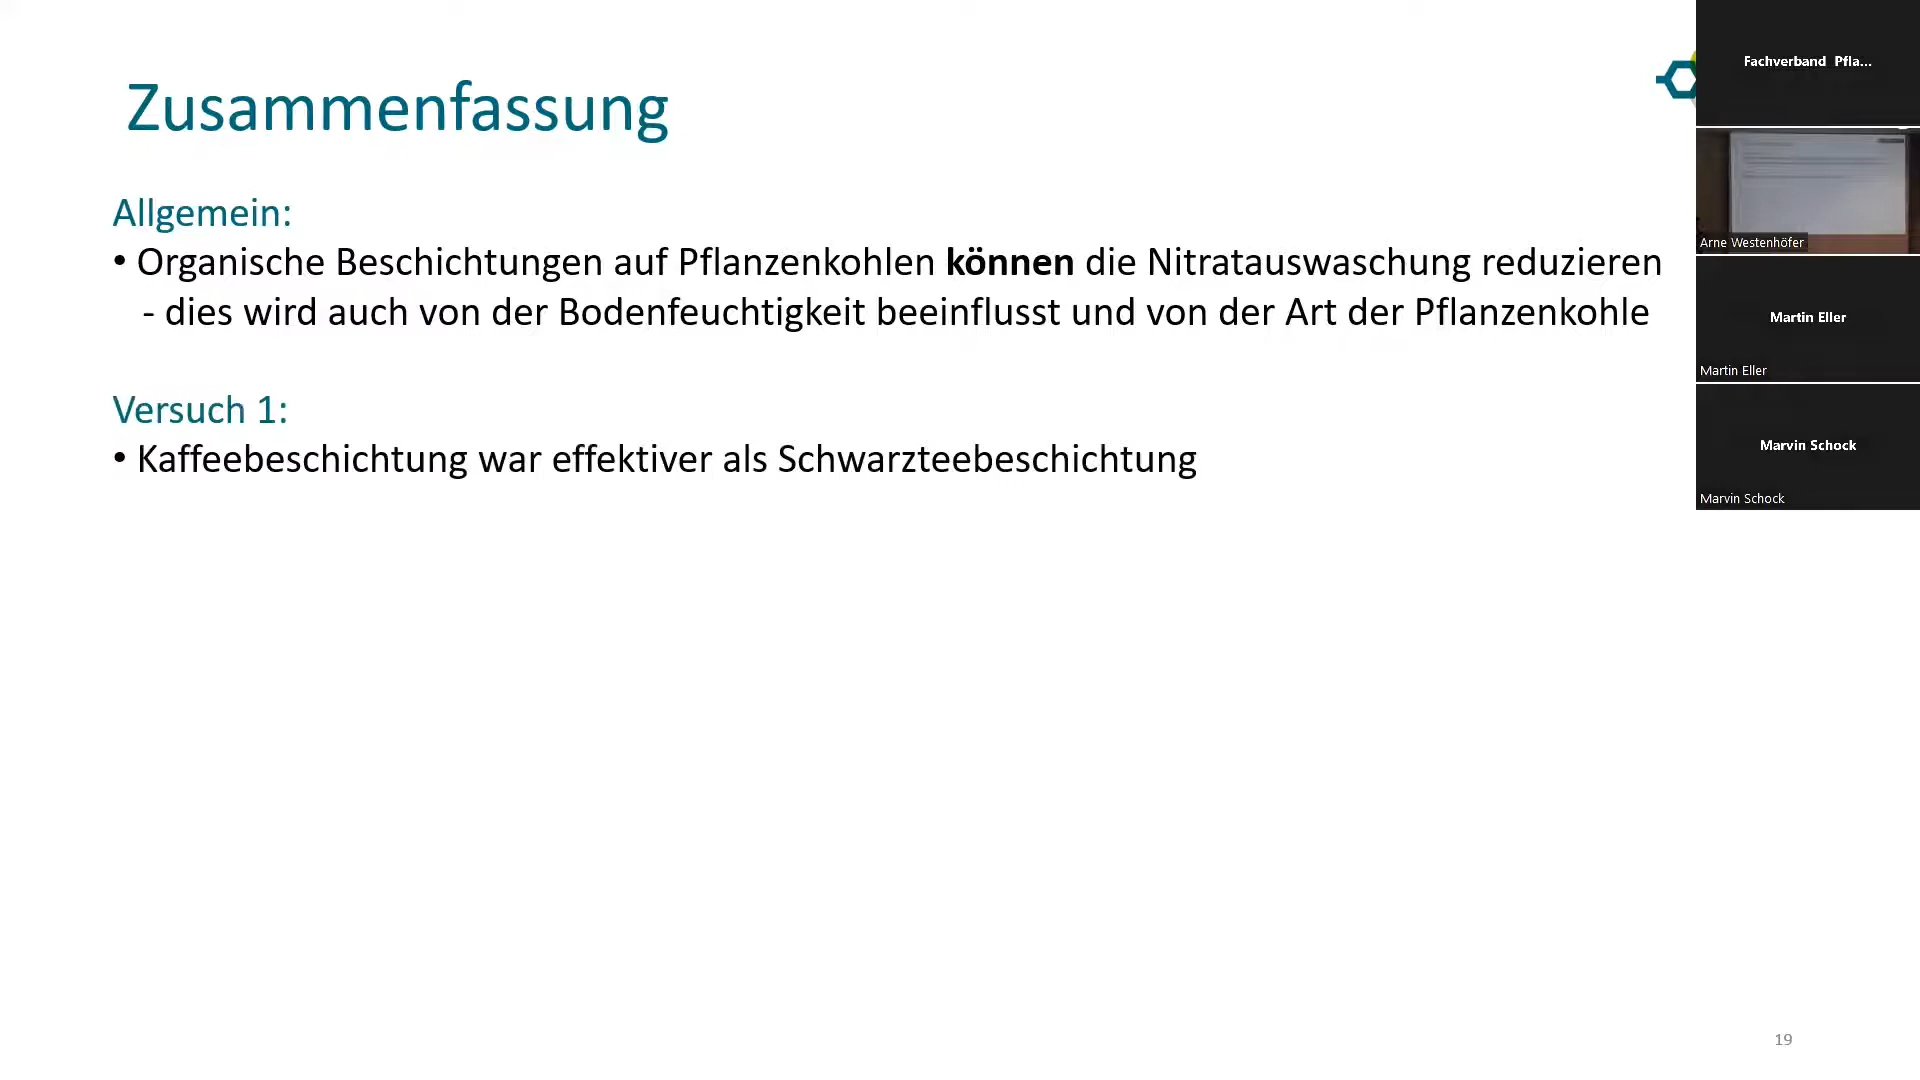 Zusammenfassung
Allgemein:
• Organische Beschichtungen auf Pflanzenkohlen können die Nitratauswaschung reduzieren
- dies wird auch von der Bodenfeuchtigkeit beeinflusst und von der Art der Pflanzenkohle
Versuch 1:
• Kaffeebeschichtung war effektiver als Schwarzteebeschichtung
Fachverband Pfla...
Arne Westenhöfer
Martin Eller
Martin Eller
Marvin Schock
Marvin Schock
19